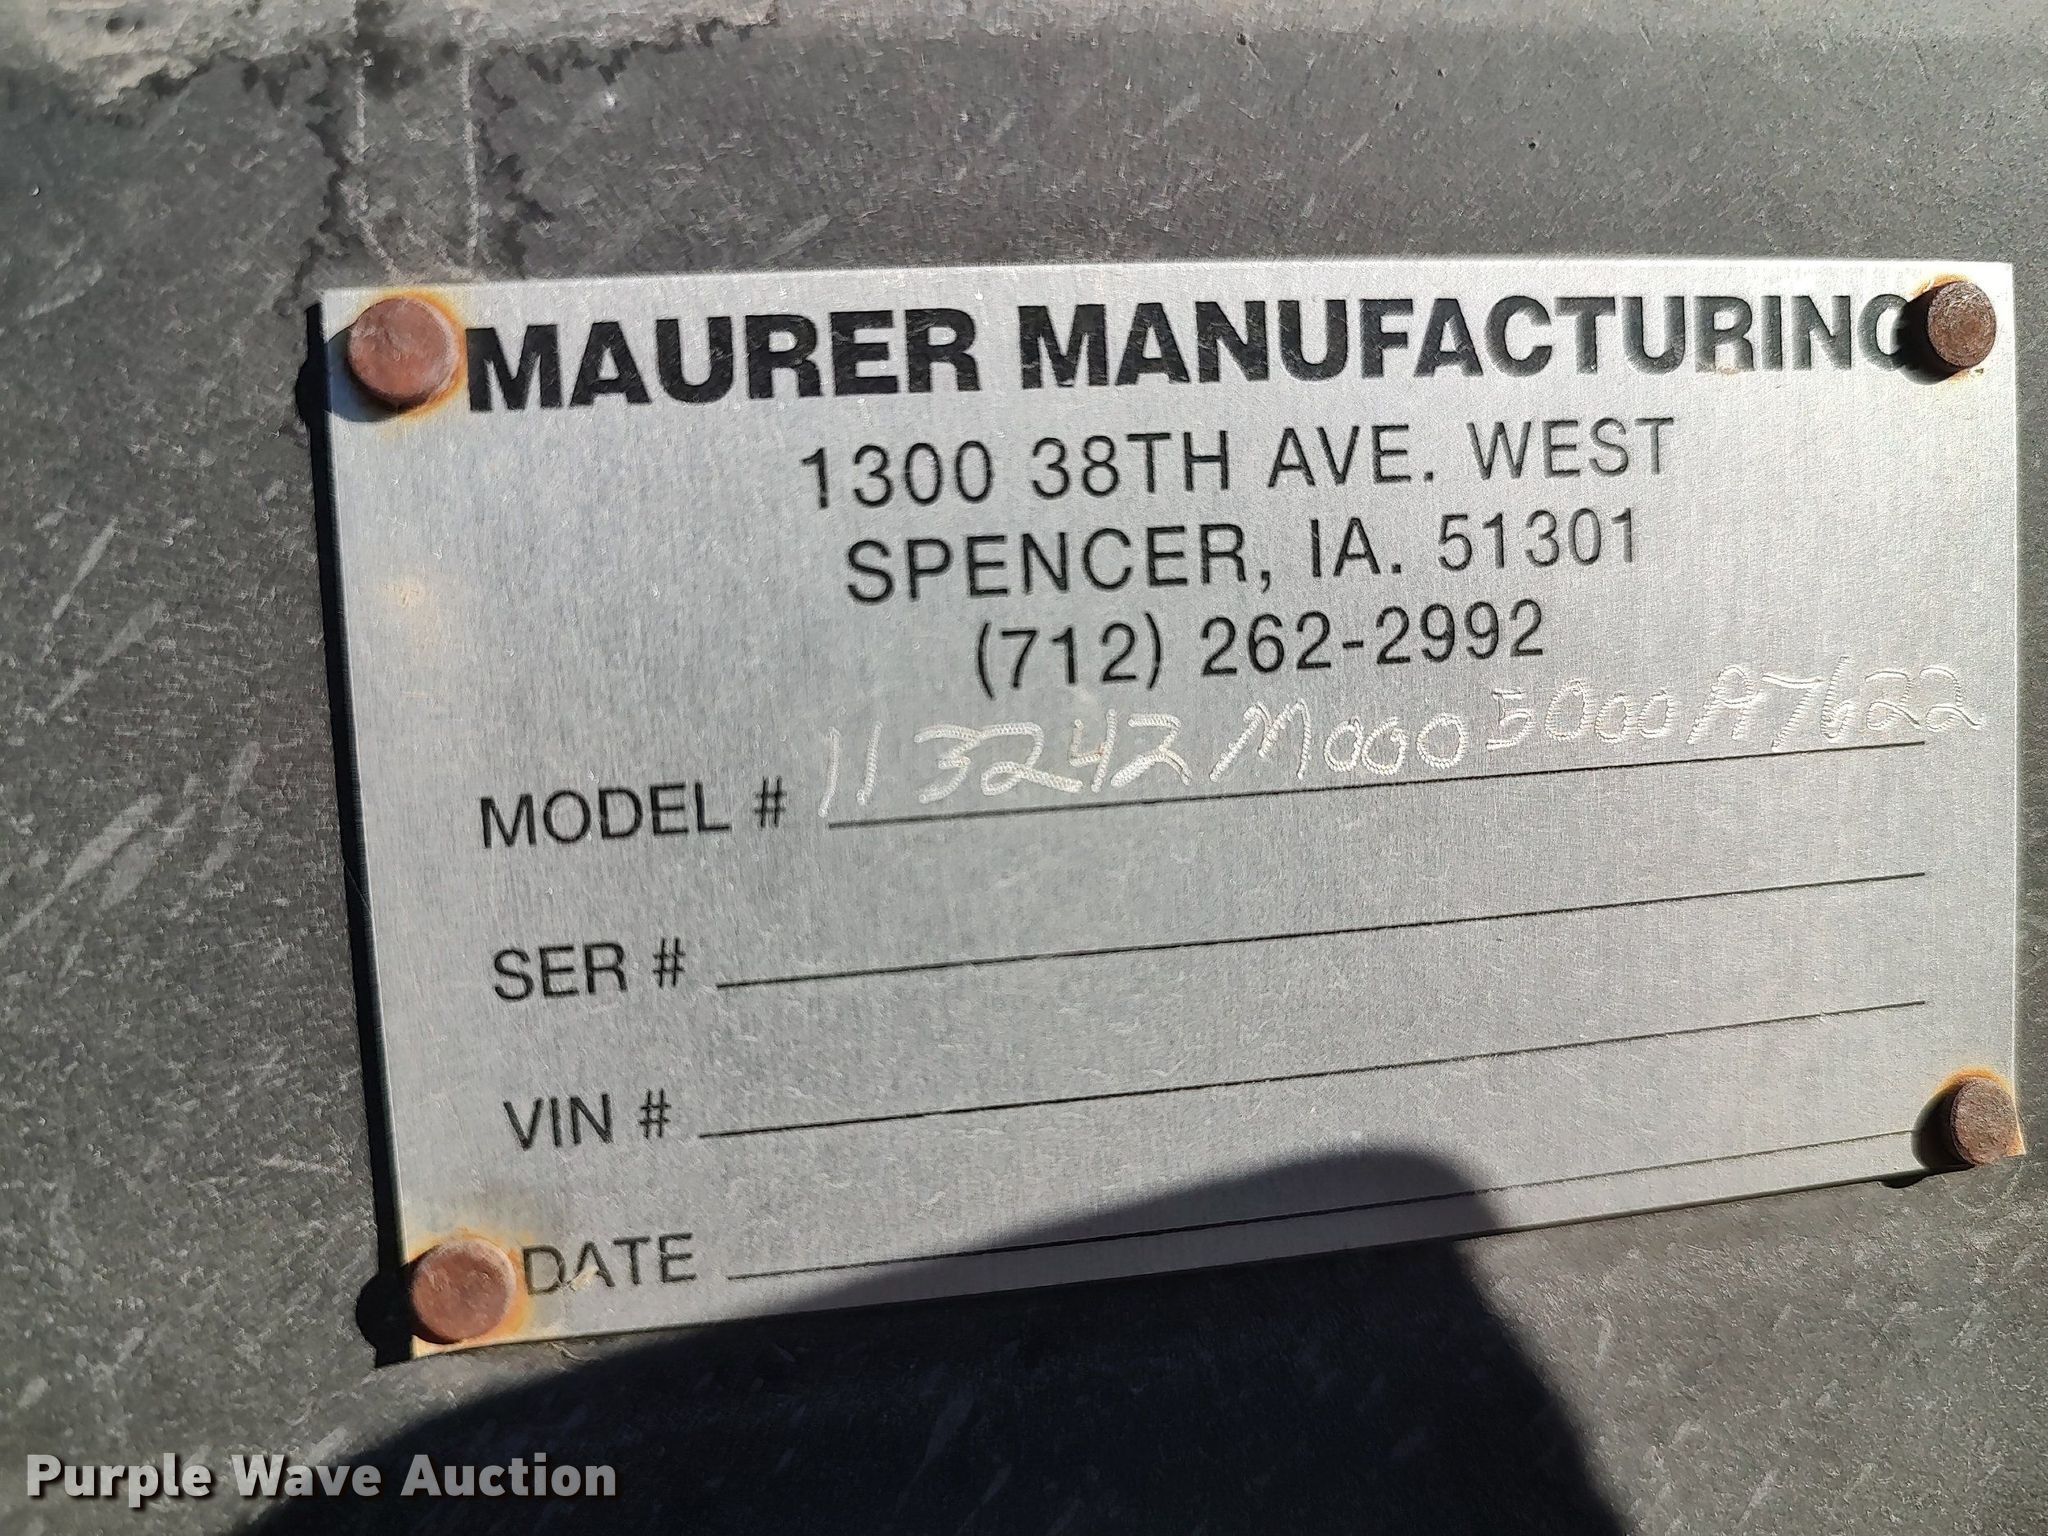 MAURER MANUFACTURING
1300 38TH AVE. WEST
SPENCER, IA. 51301
(712) 262-2992
MODEL # 113242M0005000A7622
SER #
VIN #
DATE
Purple Wave Auction